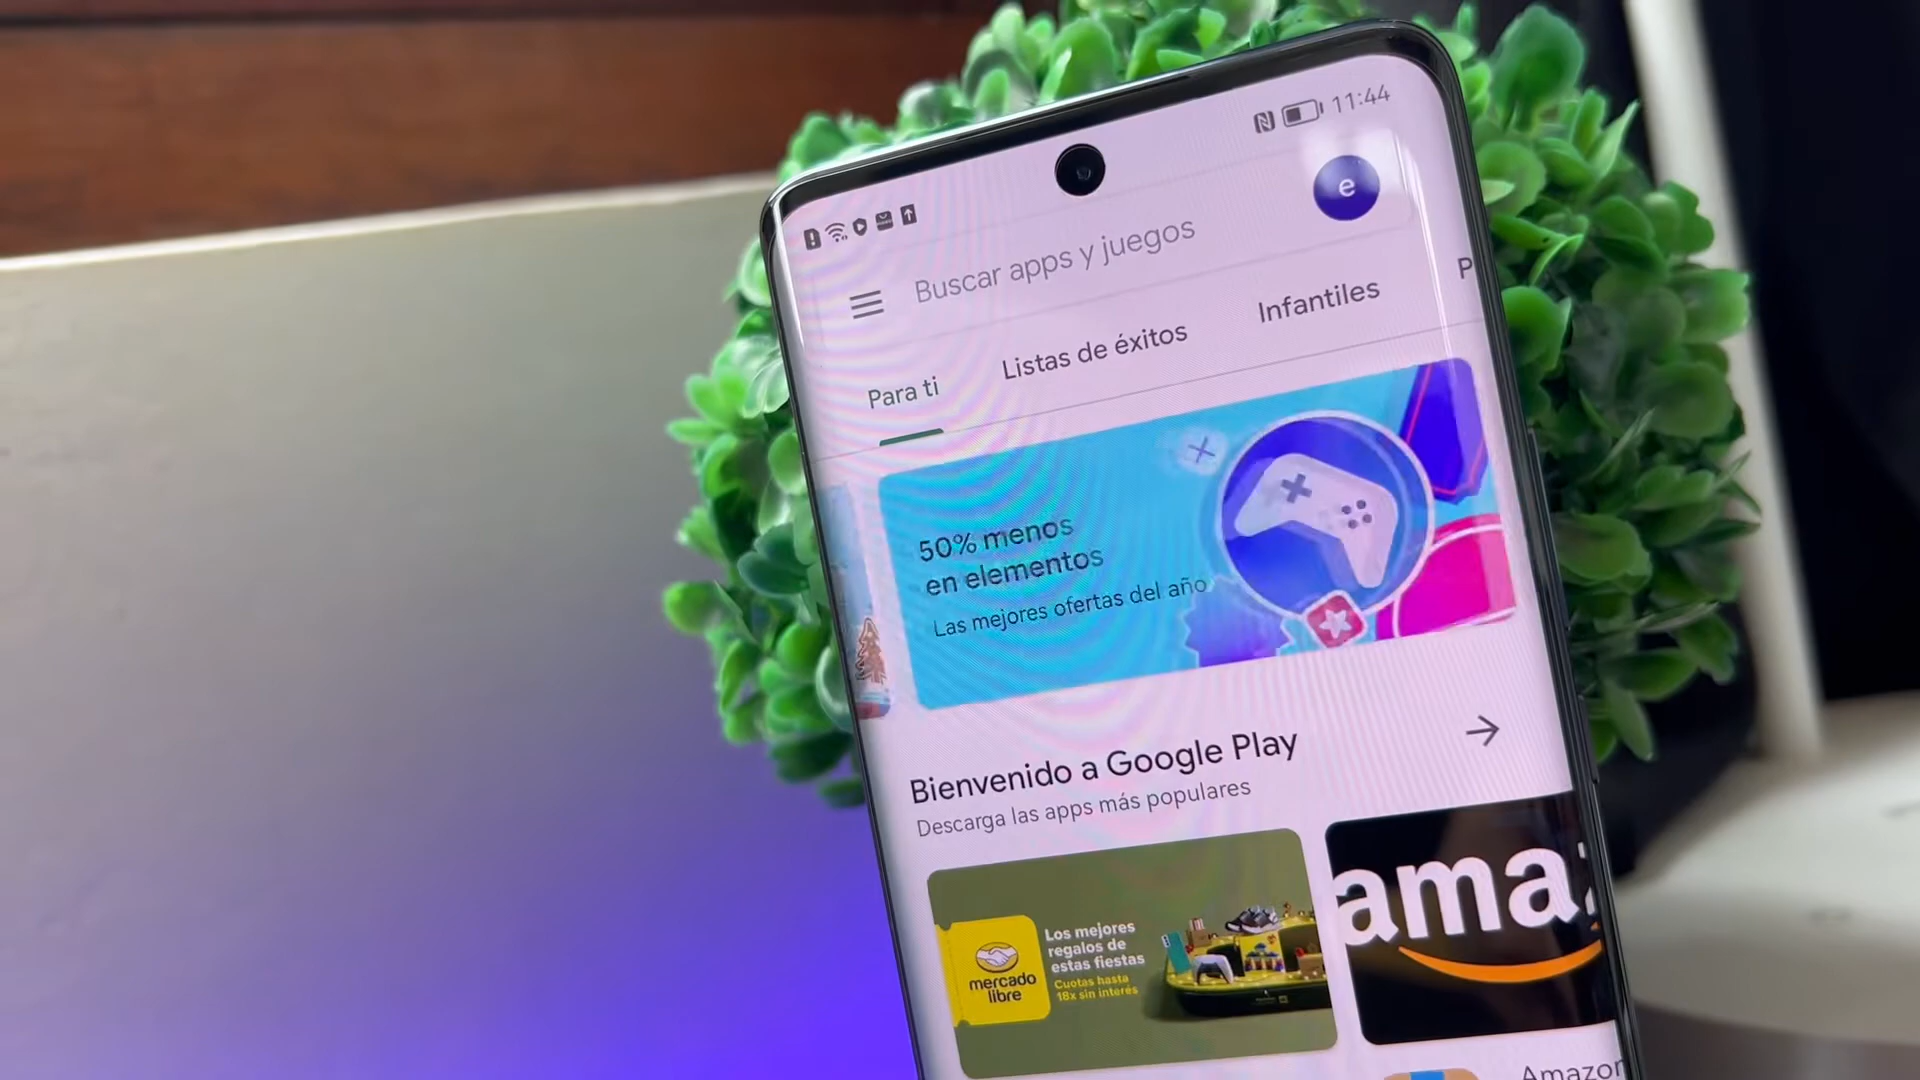 11:44
e
Buscar apps y juegos
Para ti
Listas de éxitos
Infantiles
P
50% menos
en elementos
Las mejores ofertas del año
Bienvenido a Google Play
Descarga las apps más populares
mercado
libre
Los mejores
regalos de
estas fiestas
Cuotas hasta
18x sin interés
amaz
Amazon